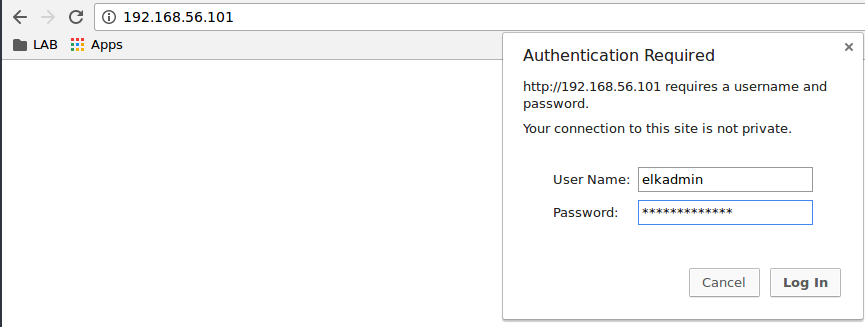 192.168.56.101
LAB Apps
Authentication Required
http://192.168.56.101 requires a username and
password.
Your connection to this site is not private.
User Name: elkadmin
Password: *************
Cancel Log In